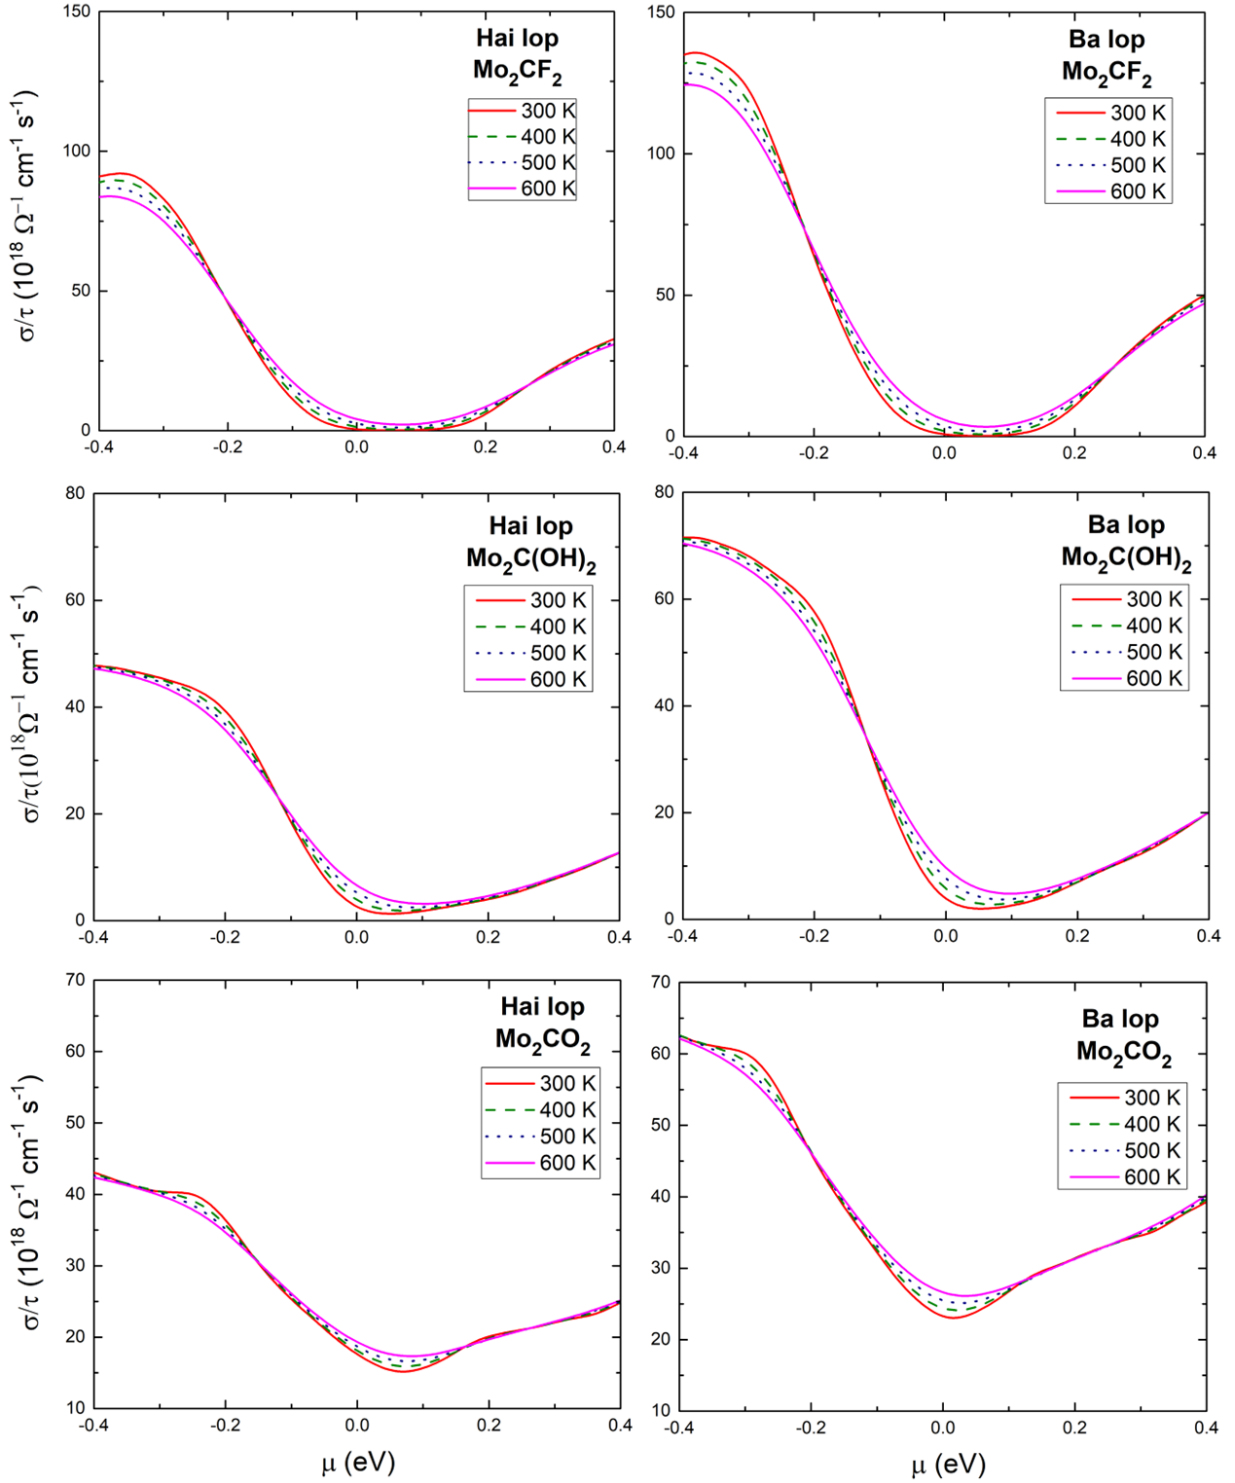 150
100
50
0
-0.4
-0.2
0.0
0.2
0.4
σ/τ (10¹⁸ Ω⁻¹ cm⁻¹ s⁻¹)
Hai lop
Mo₂CF₂
300 K
400 K
500 K
600 K
150
100
50
0
-0.4
-0.2
0.0
0.2
0.4
Ba lop
Mo₂CF₂
300 K
400 K
500 K
600 K
80
60
40
20
0
-0.4
-0.2
0.0
0.2
0.4
σ/τ(10¹⁸Ω⁻¹ cm⁻¹ s⁻¹)
Hai lop
Mo₂C(OH)₂
300 K
400 K
500 K
600 K
80
60
40
20
0
-0.4
-0.2
0.0
0.2
0.4
Ba lop
Mo₂C(OH)₂
300 K
400 K
500 K
600 K
70
60
50
40
30
20
10
-0.4
-0.2
0.0
0.2
0.4
σ/τ (10¹⁸ Ω⁻¹ cm⁻¹ s⁻¹)
μ (eV)
Hai lop
Mo₂CO₂
300 K
400 K
500 K
600 K
70
60
50
40
30
20
10
-0.4
-0.2
0.0
0.2
0.4
μ (eV)
Ba lop
Mo₂CO₂
300 K
400 K
500 K
600 K